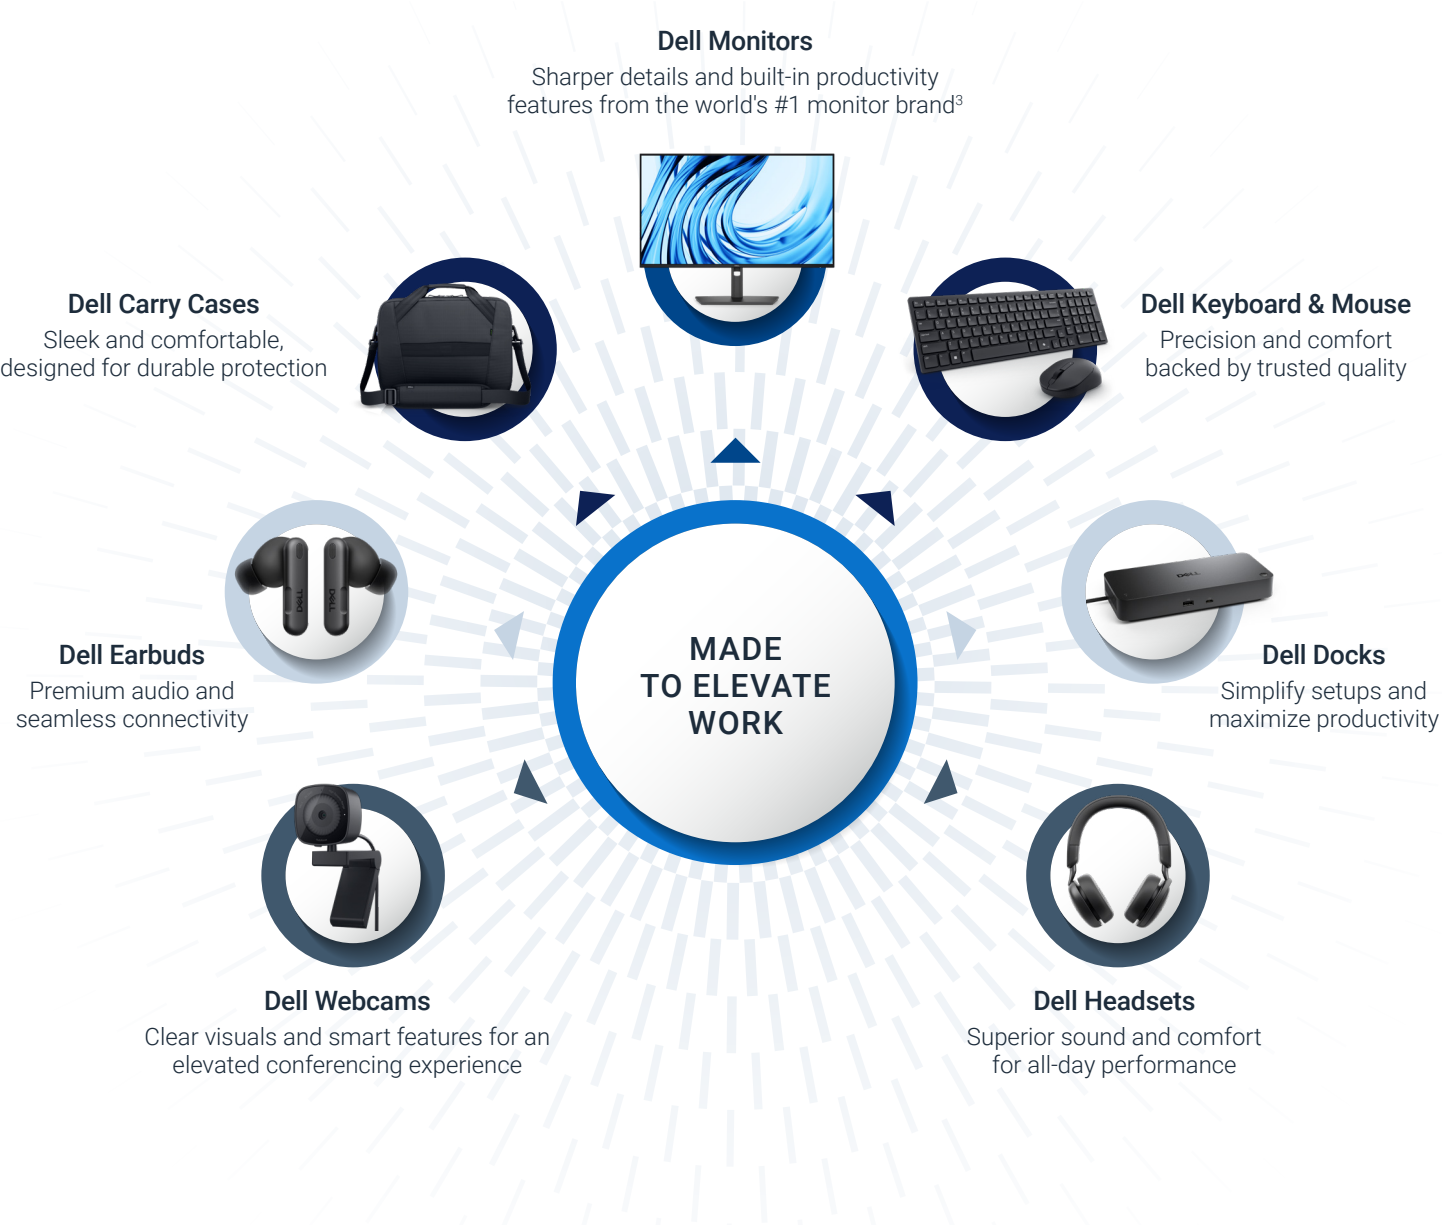 Dell Monitors
Sharper details and built-in productivity
features from the world's #1 monitor brand³
Dell Carry Cases
Sleek and comfortable,
designed for durable protection
Dell Keyboard & Mouse
Precision and comfort
backed by trusted quality
DELL
DELL
DELL
Dell Earbuds
Premium audio and
seamless connectivity
MADE
TO ELEVATE
WORK
Dell Docks
Simplify setups and
maximize productivity
Dell Webcams
Clear visuals and smart features for an
elevated conferencing experience
Dell Headsets
Superior sound and comfort
for all-day performance